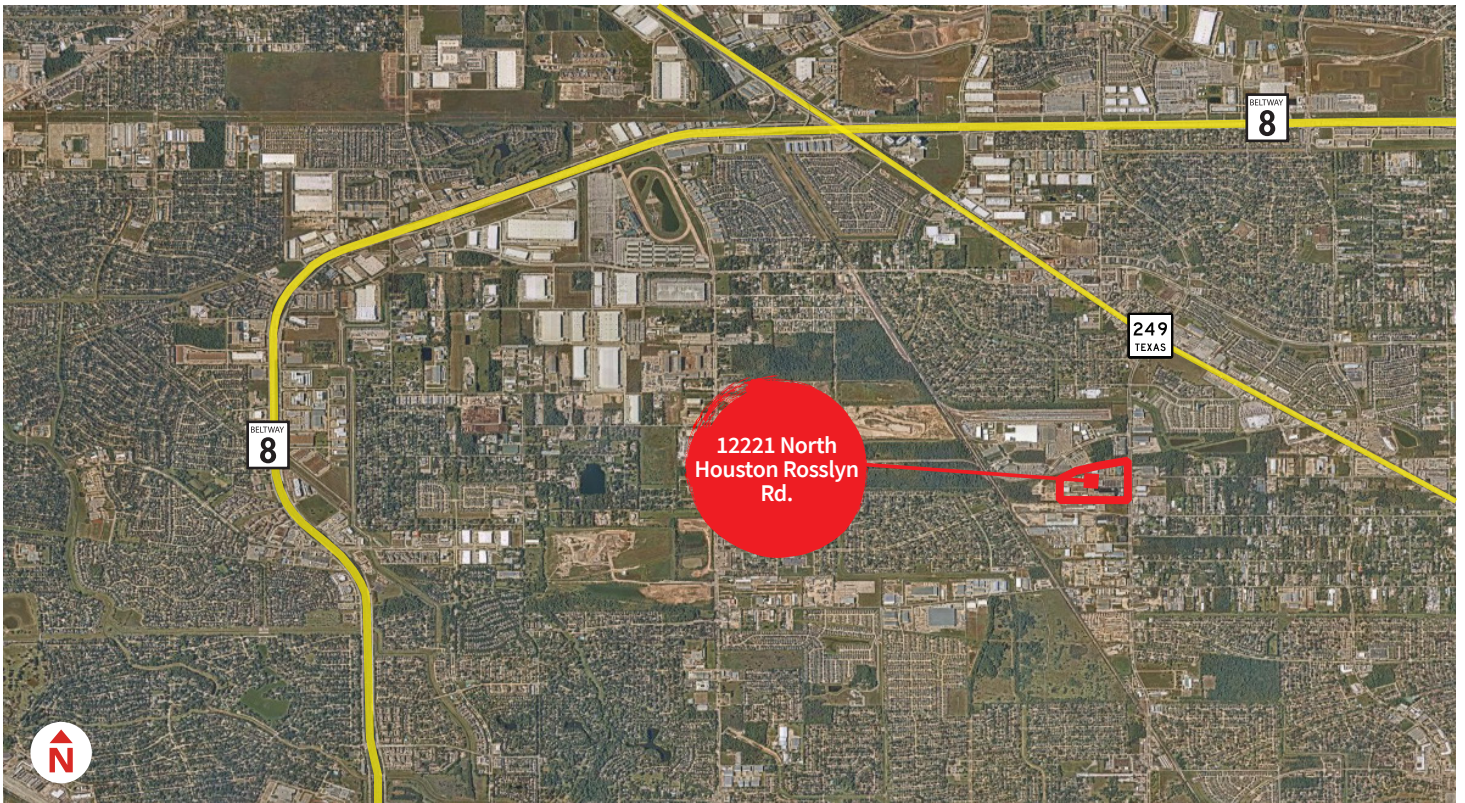 BELTWAY
8
249
TEXAS
BELTWAY
8
12221 North
Houston Rosslyn
Rd.
N